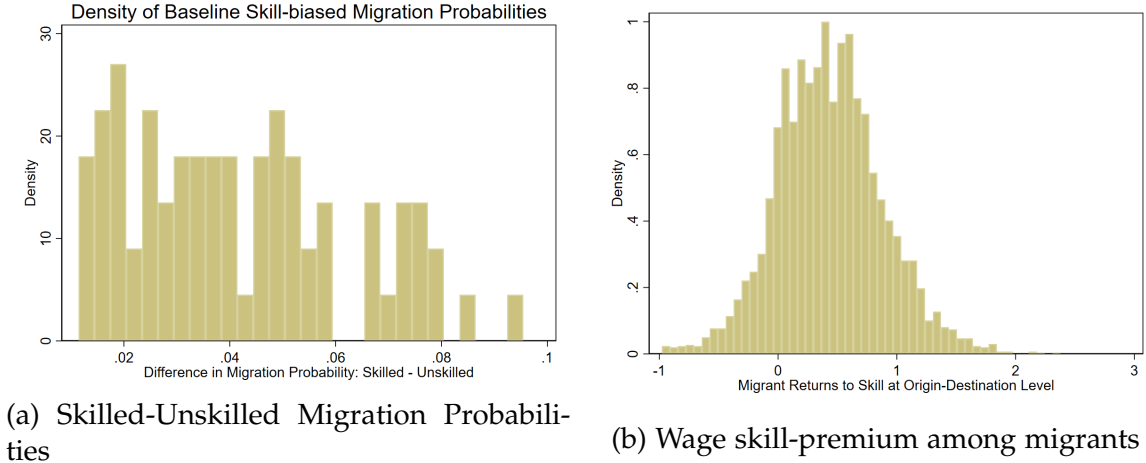 Density of Baseline Skill-biased Migration Probabilities
30
20
10
0
Density
.02 .04 .06 .08 .1
Difference in Migration Probability: Skilled - Unskilled
(a) Skilled-Unskilled Migration Probabili-
ties
1
.8
.6
.4
.2
0
Density
-1 0 1 2 3
Migrant Returns to Skill at Origin-Destination Level
(b) Wage skill-premium among migrants